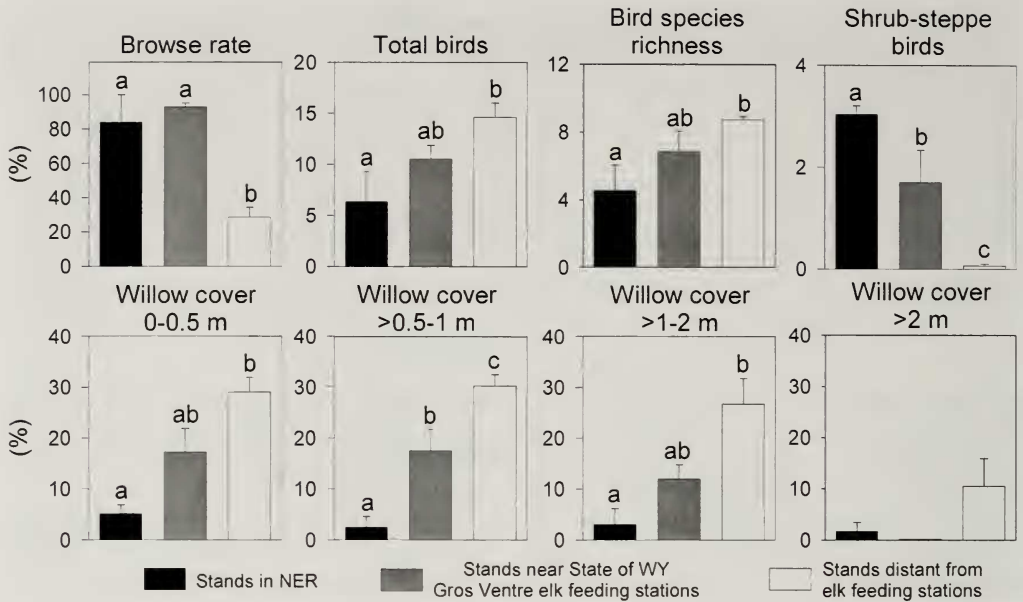 Browse rate
Total birds
Bird species
richness
Shrub-steppe
birds
(%)
100
80
60
40
20
0
a
a
b
20
15
10
5
0
a
ab
b
12
8
4
0
a
ab
b
4
2
0
a
b
c
Willow cover
0-0.5 m
Willow cover
>0.5-1 m
Willow cover
>1-2 m
Willow cover
>2 m
(%)
40
30
20
10
0
a
ab
b
40
30
20
10
0
a
b
c
40
30
20
10
0
a
ab
b
40
30
20
10
0
Stands in NER
Stands near State of WY
Gros Ventre elk feeding stations
Stands distant from
elk feeding stations